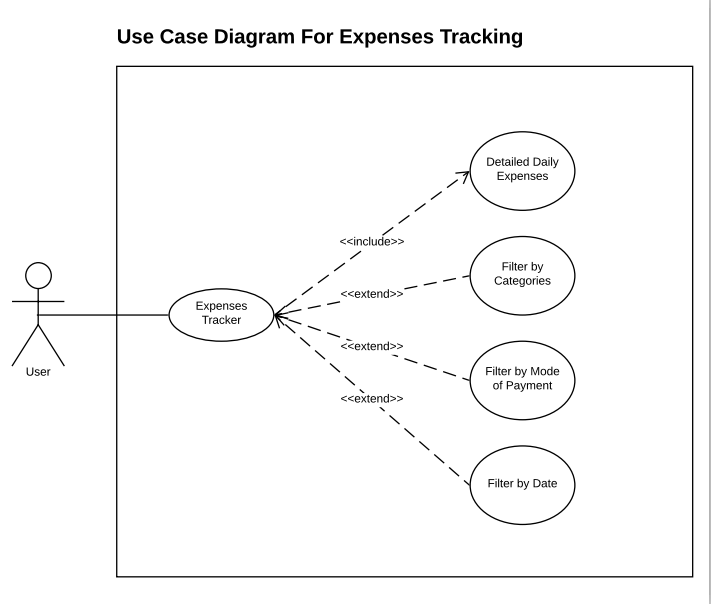 Use Case Diagram For Expenses Tracking
Detailed Daily
Expenses
<<include>>
Filter by
Categories
<<extend>>
Expenses
Tracker
<<extend>>
Filter by Mode
of Payment
User
<<extend>>
Filter by Date